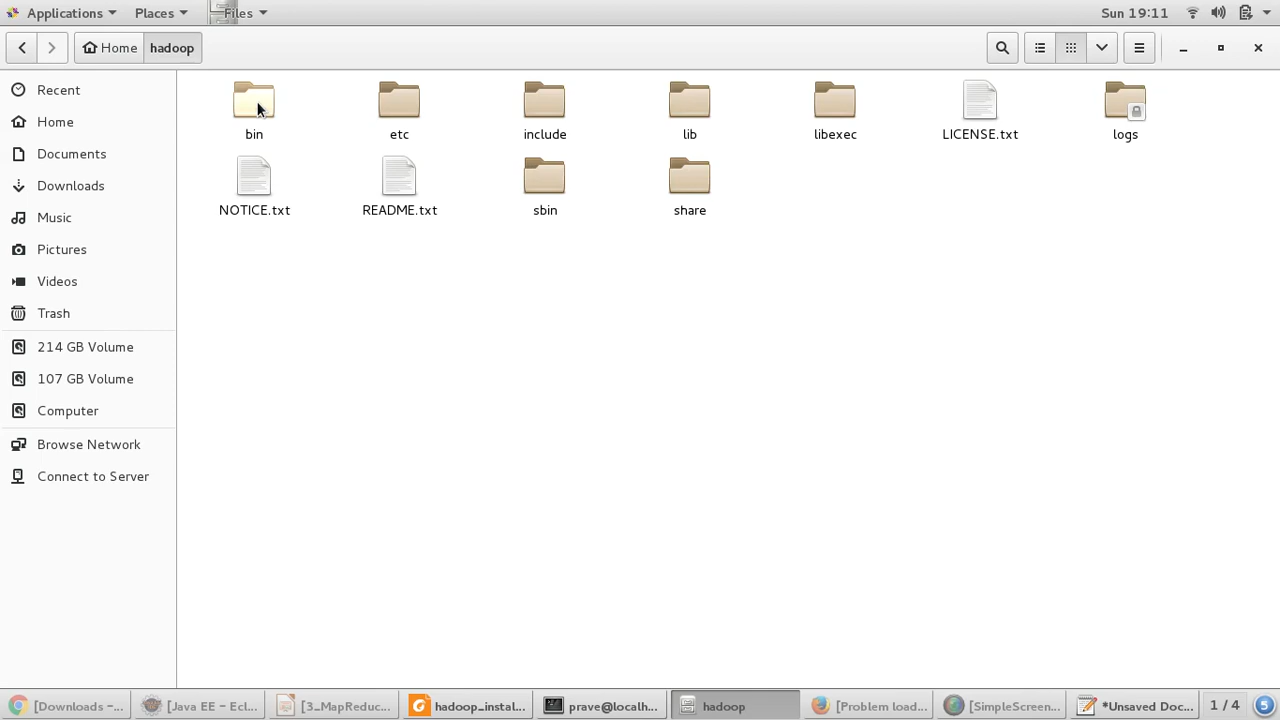 Applications Places Files Sun 19:11
Home hadoop
Recent
Home
Documents
Downloads
Music
Pictures
Videos
Trash
214 GB Volume
107 GB Volume
Computer
Browse Network
Connect to Server
bin etc include lib libexec LICENSE.txt logs
NOTICE.txt README.txt sbin share
[Downloads –... [Java EE - Ecl... [3_MapReduc... hadoop_instal... prave@localh... hadoop [Problem load... [SimpleScreen... *Unsaved Doc... 1 / 4 5